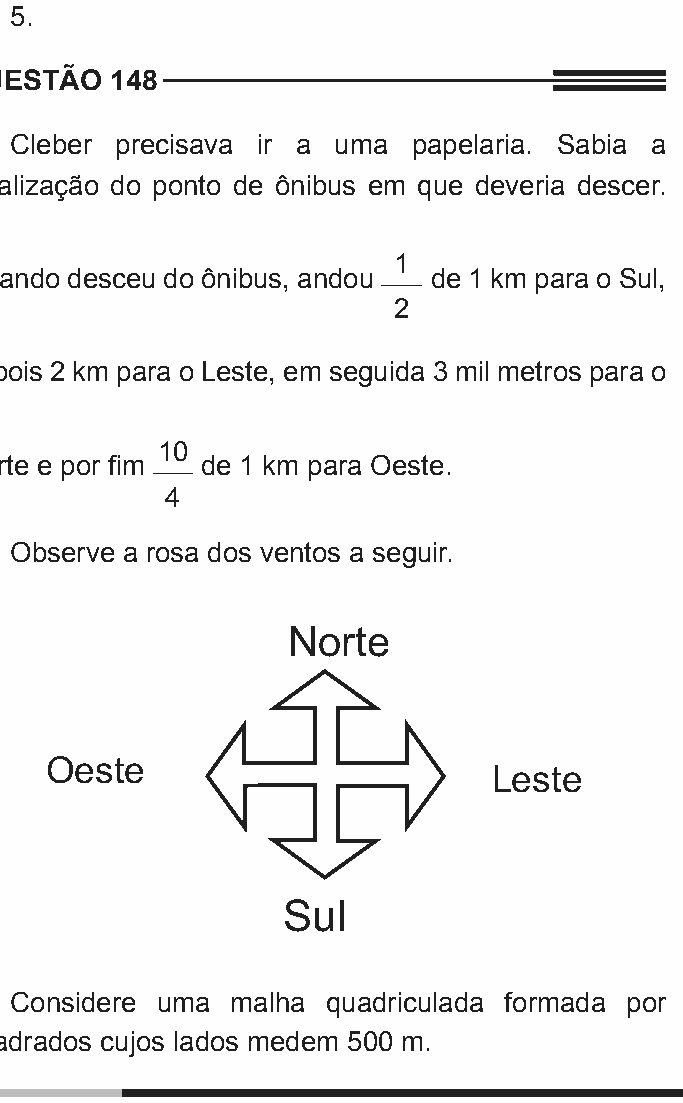 5.
ESTÃO 148
Cleber precisava ir a uma papelaria. Sabia a
alização do ponto de ônibus em que deveria descer.
ando desceu do ônibus, andou 1/2 de 1 km para o Sul,
pois 2 km para o Leste, em seguida 3 mil metros para o
rte e por fim 10/4 de 1 km para Oeste.
Observe a rosa dos ventos a seguir.
Norte
Oeste
Leste
Sul
Considere uma malha quadriculada formada por
adrados cujos lados medem 500 m.